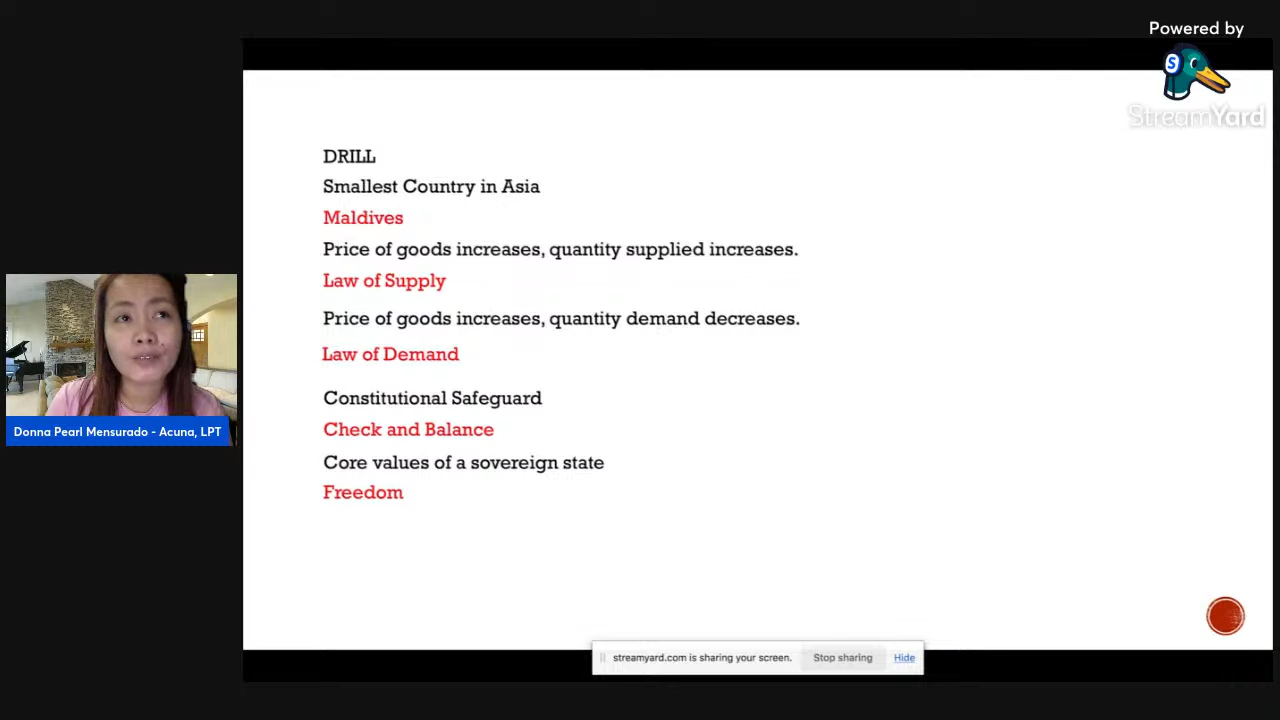 Powered by
StreamYard
DRILL
Smallest Country in Asia
Maldives
Price of goods increases, quantity supplied increases.
Law of Supply
Price of goods increases, quantity demand decreases.
Law of Demand
Constitutional Safeguard
Check and Balance
Core values of a sovereign state
Freedom
Donna Pearl Mensurado - Acuna, LPT
streamyard.com is sharing your screen. Stop sharing Hide